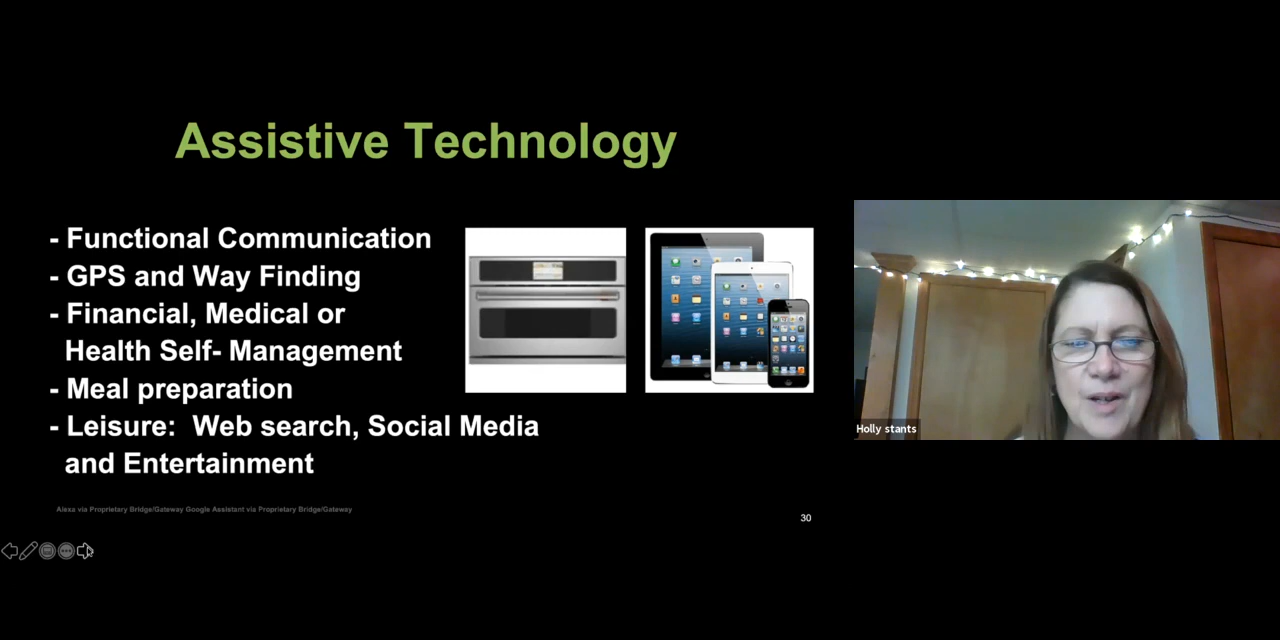 Assistive Technology
- Functional Communication
- GPS and Way Finding
- Financial, Medical or
Health Self- Management
- Meal preparation
- Leisure:  Web search, Social Media
and Entertainment
Alexa via Proprietary Bridge/Gateway Google Assistant via Proprietary Bridge/Gateway
30
Holly stants